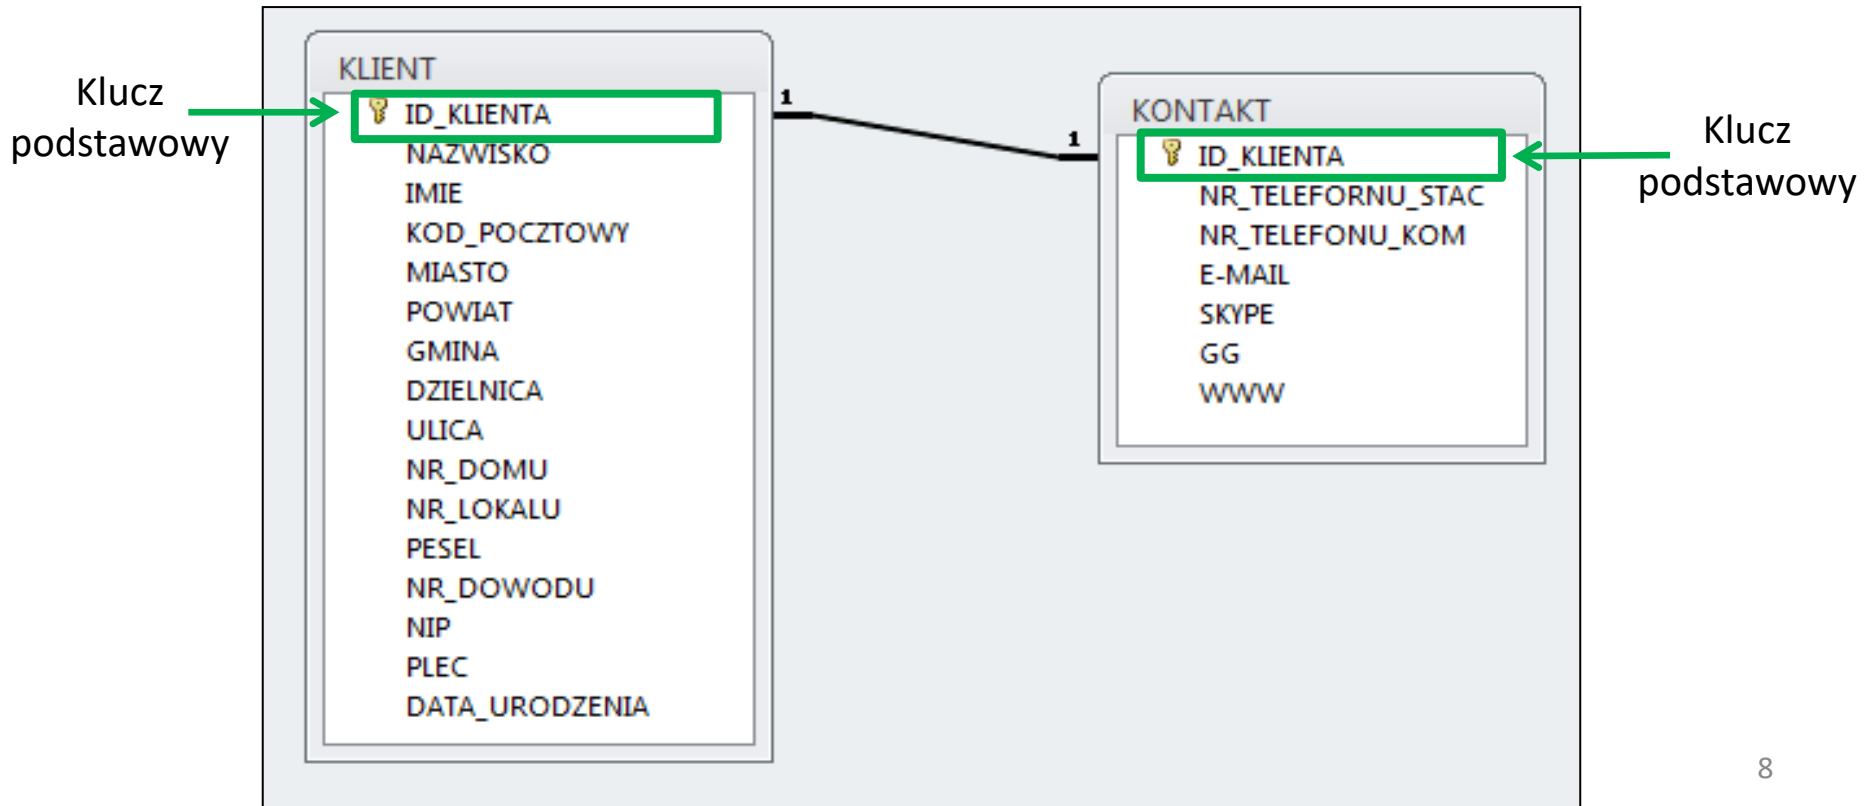 Klucz
podstawowy
KLIENT
ID_KLIENTA
NAZWISKO
IMIE
KOD_POCZTOWY
MIASTO
POWIAT
GMINA
DZIELNICA
ULICA
NR_DOMU
NR_LOKALU
PESEL
NR_DOWODU
NIP
PLEC
DATA_URODZENIA
1
1
KONTAKT
ID_KLIENTA
NR_TELEFORNU_STAC
NR_TELEFONU_KOM
E-MAIL
SKYPE
GG
WWW
Klucz
podstawowy
8